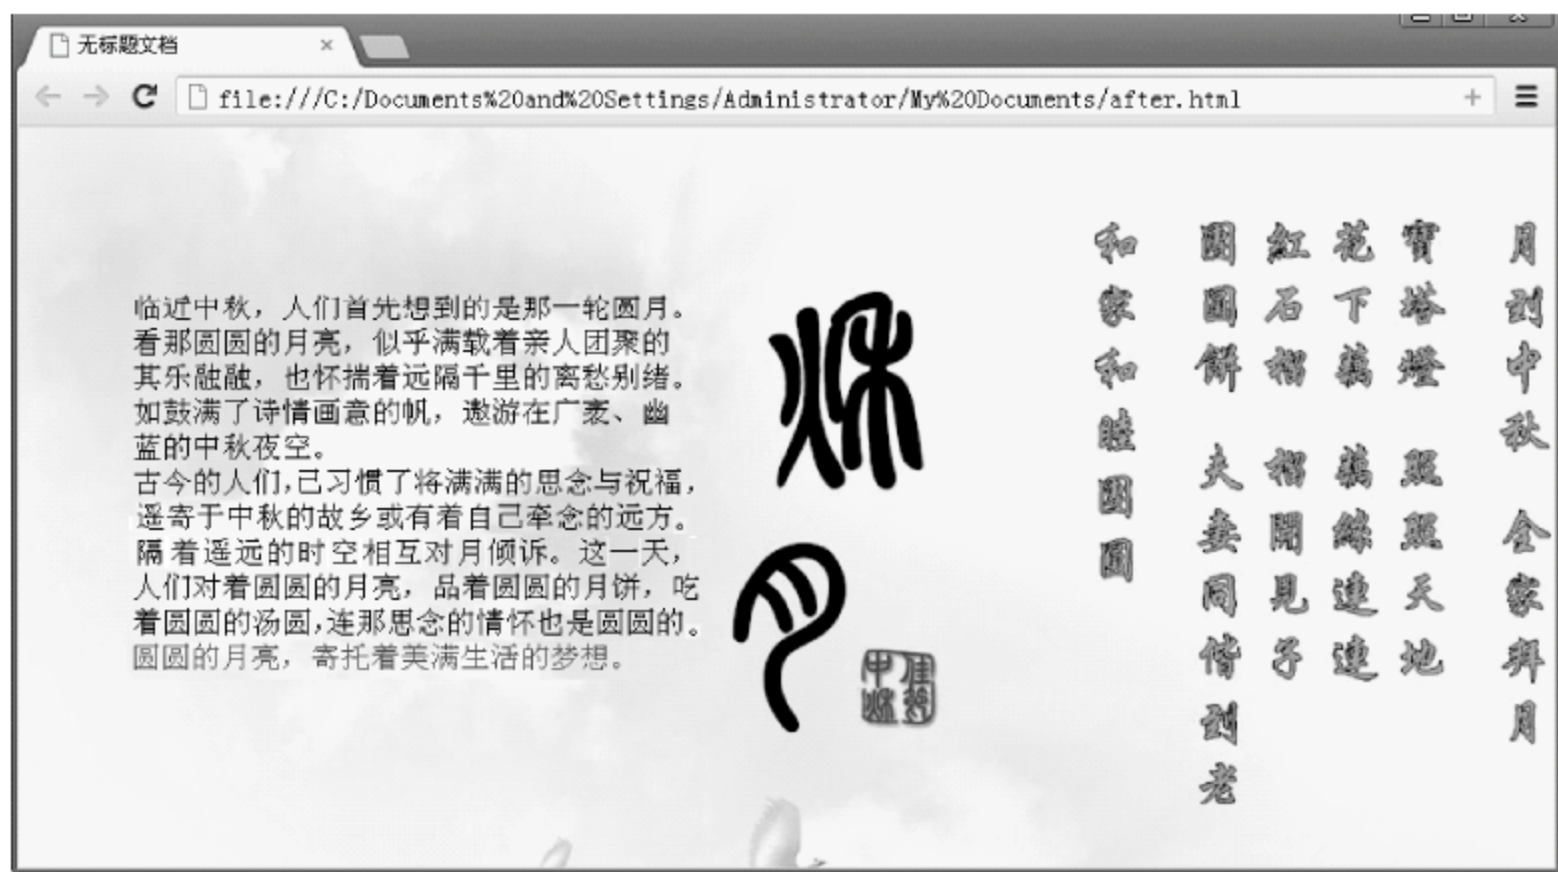 无标题文档
file:///C:/Documents%20and%20Settings/Administrator/My%20Documents/after.html
临近中秋，人们首先想到的是那一轮圆月。
看那圆圆的月亮，似乎满载着亲人团聚的
其乐融融，也怀揣着远隔千里的离愁别绪。
如鼓满了诗情画意的帆，遨游在广袤、幽
蓝的中秋夜空。
古今的人们,已习惯了将满满的思念与祝福，
遥寄于中秋的故乡或有着自己牵念的远方。
隔着遥远的时空相互对月倾诉。这一天，
人们对着圆圆的月亮，品着圆圆的月饼，吃
着圆圆的汤圆,连那思念的情怀也是圆圆的。
圆圆的月亮，寄托着美满生活的梦想。
秋月
佳節
中秋
月到中秋 全家拜月
寶塔燈 照照天地
花下藕 藕絲連連
紅石榴 榴開見子
團圓餅 夫妻同偕到老
和家和睦團圓